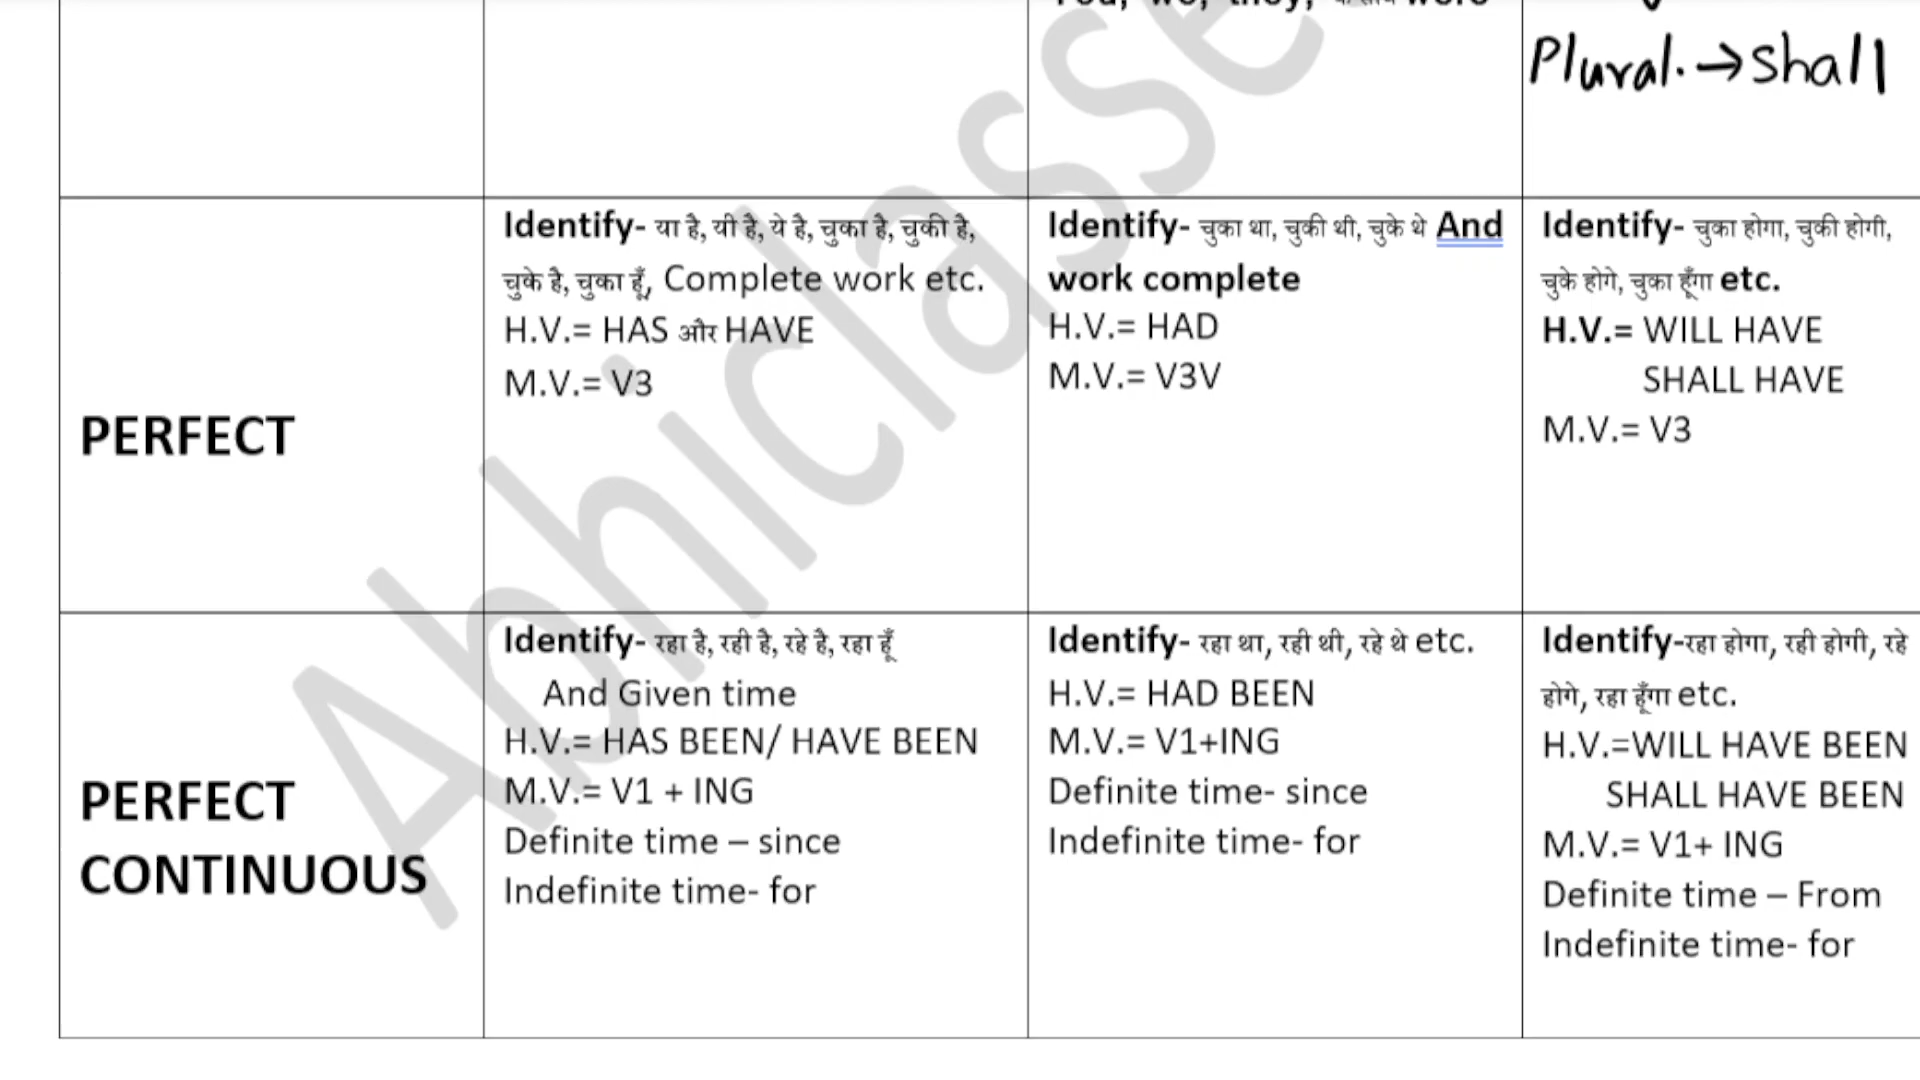 You, we, they, के साथ were
Plural. → shall
PERFECT
Identify- या है, यी है, ये है, चुका है, चुकी है,
चुके है, चुका हूँ, Complete work etc.
H.V.= HAS और HAVE
M.V.= V3
Identify- चुका था, चुकी थी, चुके थे And
work complete
H.V.= HAD
M.V.= V3V
Identify- चुका होगा, चुकी होगी,
चुके होगे, चुका हूँगा etc.
H.V.= WILL HAVE
SHALL HAVE
M.V.= V3
PERFECT
CONTINUOUS
Identify- रहा है, रही है, रहे है, रहा हूँ
And Given time
H.V.= HAS BEEN/ HAVE BEEN
M.V.= V1 + ING
Definite time – since
Indefinite time- for
Identify- रहा था, रही थी, रहे थे etc.
H.V.= HAD BEEN
M.V.= V1+ING
Definite time- since
Indefinite time- for
Identify-रहा होगा, रही होगी, रहे
होगे, रहा हूँगा etc.
H.V.=WILL HAVE BEEN
SHALL HAVE BEEN
M.V.= V1+ ING
Definite time – From
Indefinite time- for
Abhiclasse